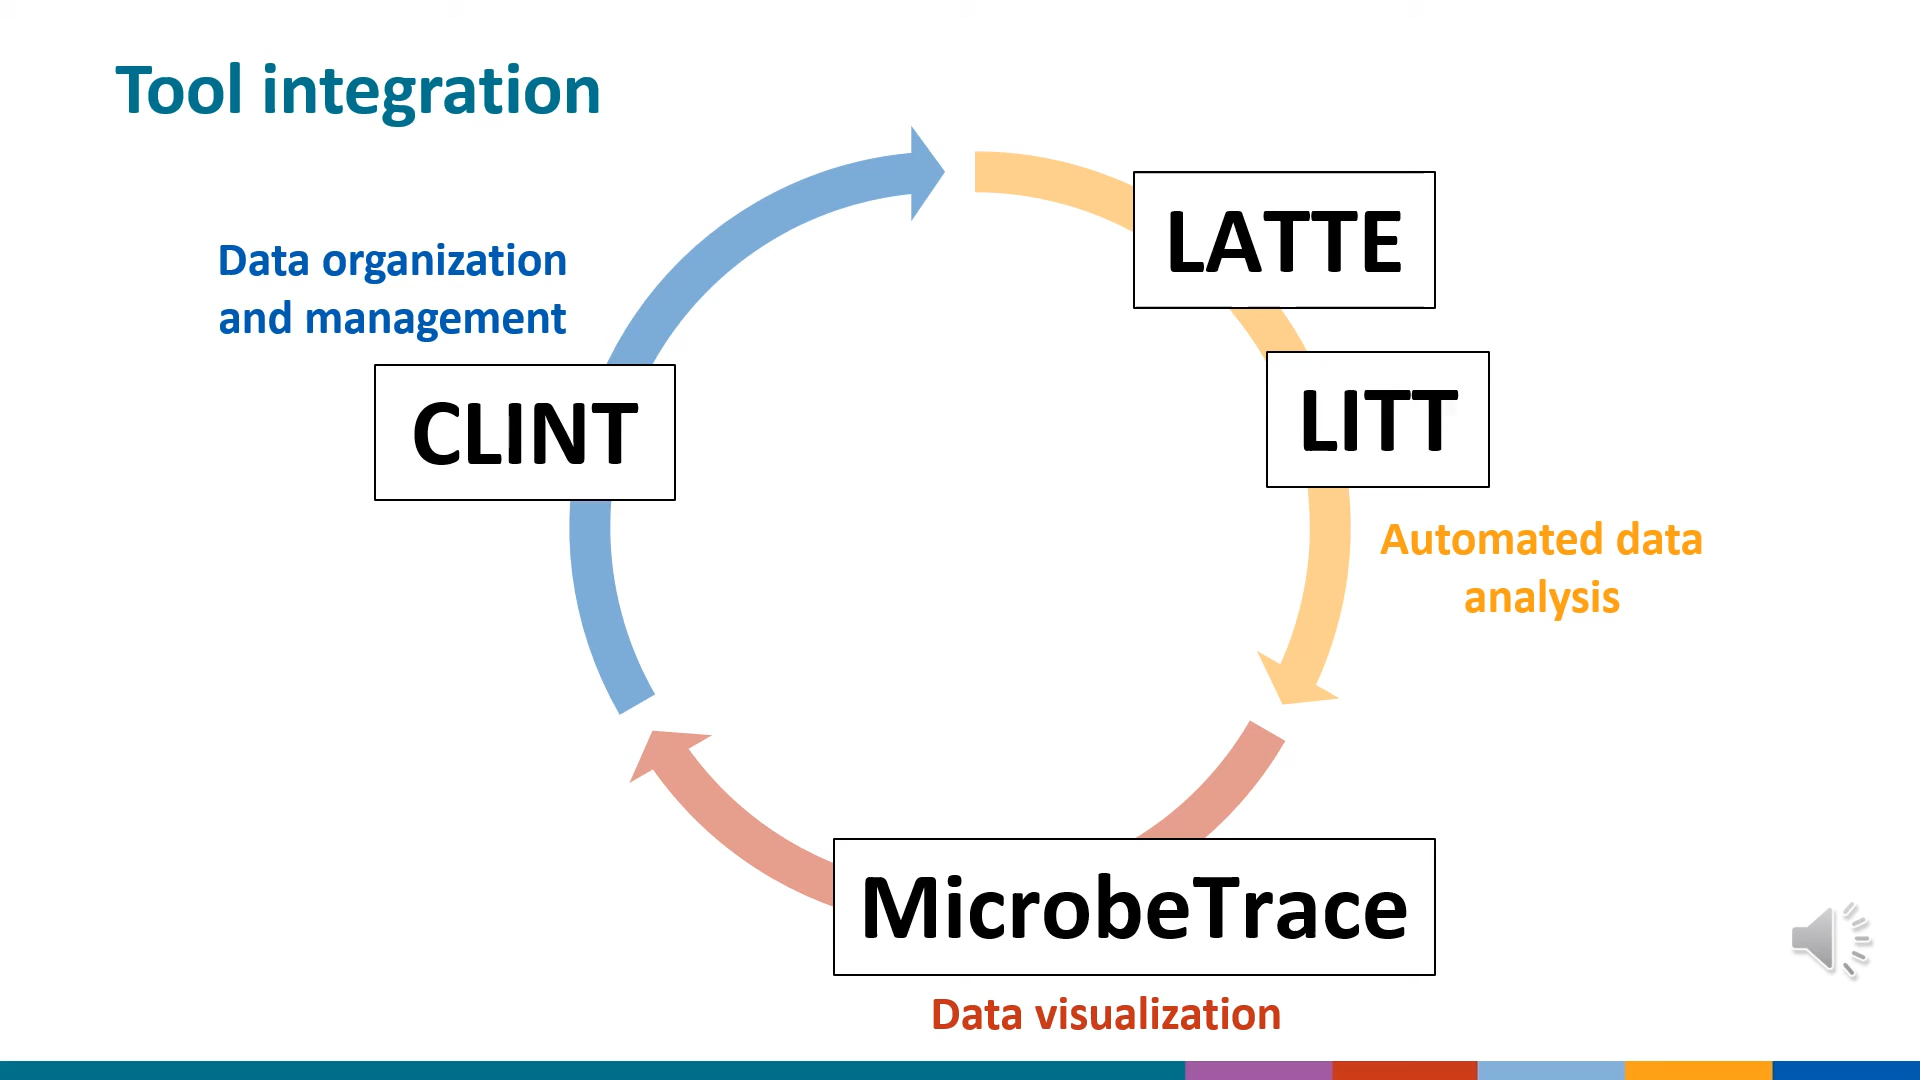 Tool integration
Data organization
and management
CLINT
LATTE
LITT
Automated data
analysis
MicrobeTrace
Data visualization